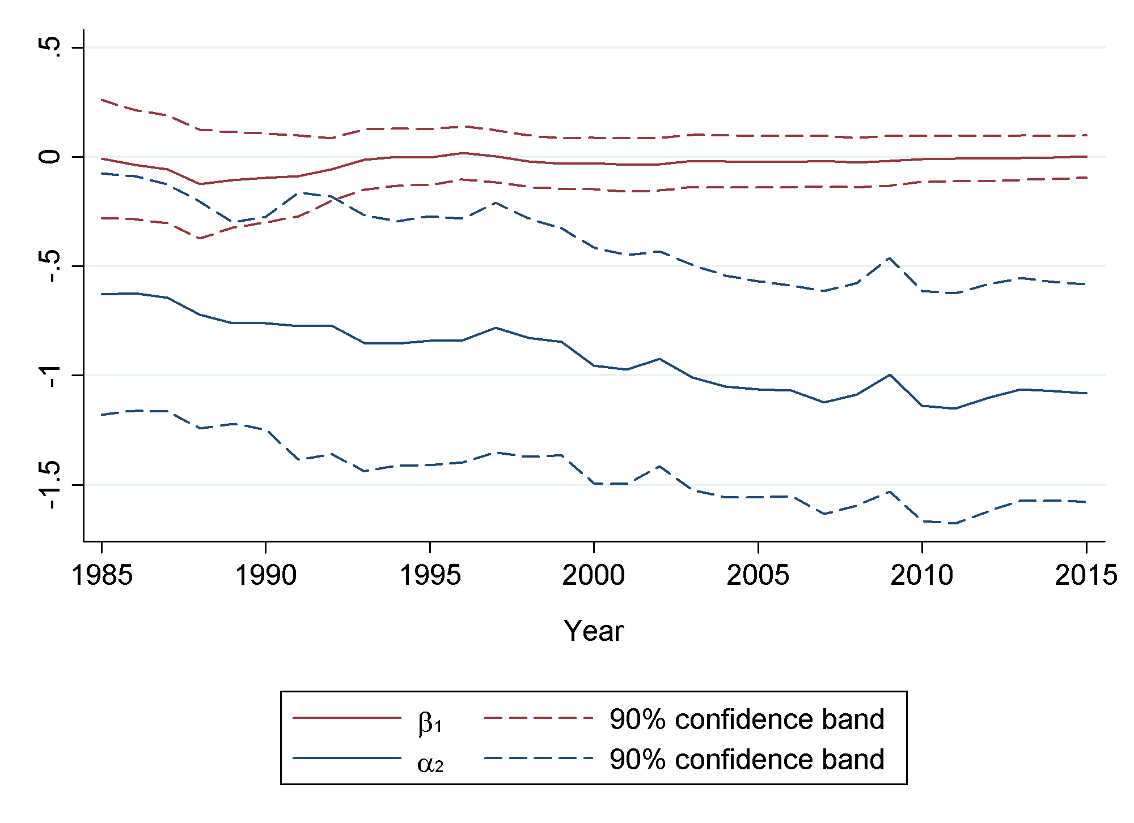 .5
0
-.5
-1
-1.5
1985 1990 1995 2000 2005 2010 2015
Year
β₁ 90% confidence band
α₂ 90% confidence band